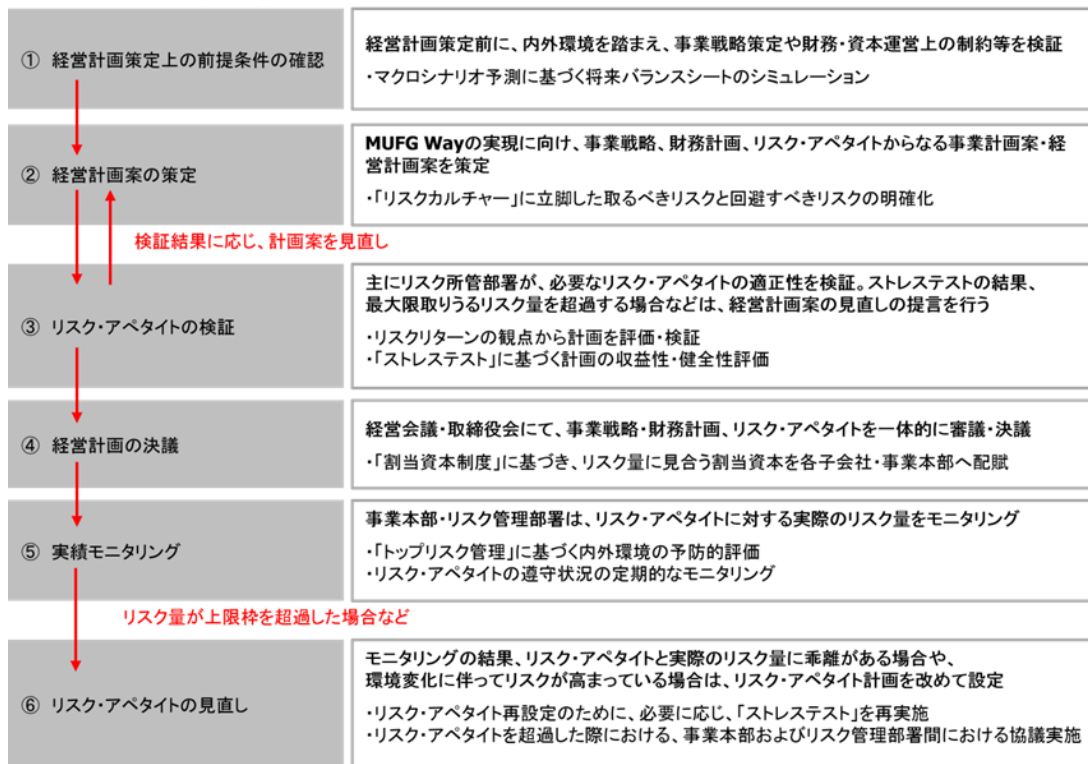 ① 経営計画策定上の前提条件の確認
経営計画策定前に、内外環境を踏まえ、事業戦略策定や財務・資本運営上の制約等を検証
・マクロシナリオ予測に基づく将来バランスシートのシミュレーション
② 経営計画案の策定
MUFG Wayの実現に向け、事業戦略、財務計画、リスク・アペタイトからなる事業計画案・経
営計画案を策定
・「リスクカルチャー」に立脚した取るべきリスクと回避すべきリスクの明確化
検証結果に応じ、計画案を見直し
③ リスク・アペタイトの検証
主にリスク所管部署が、必要なリスク・アペタイトの適正性を検証。ストレステストの結果、
最大限取りうるリスク量を超過する場合などは、経営計画案の見直しの提言を行う
・リスクリターンの観点から計画を評価・検証
・「ストレステスト」に基づく計画の収益性・健全性評価
④ 経営計画の決議
経営会議・取締役会にて、事業戦略・財務計画、リスク・アペタイトを一体的に審議・決議
・「割当資本制度」に基づき、リスク量に見合う割当資本を各子会社・事業本部へ配賦
⑤ 実績モニタリング
事業本部・リスク管理部署は、リスク・アペタイトに対する実際のリスク量をモニタリング
・「トップリスク管理」に基づく内外環境の予防的評価
・リスク・アペタイトの遵守状況の定期的なモニタリング
リスク量が上限枠を超過した場合など
⑥ リスク・アペタイトの見直し
モニタリングの結果、リスク・アペタイトと実際のリスク量に乖離がある場合や、
環境変化に伴ってリスクが高まっている場合は、リスク・アペタイト計画を改めて設定
・リスク・アペタイト再設定のために、必要に応じ、「ストレステスト」を再実施
・リスク・アペタイトを超過した際における、事業本部およびリスク管理部署間における協議実施